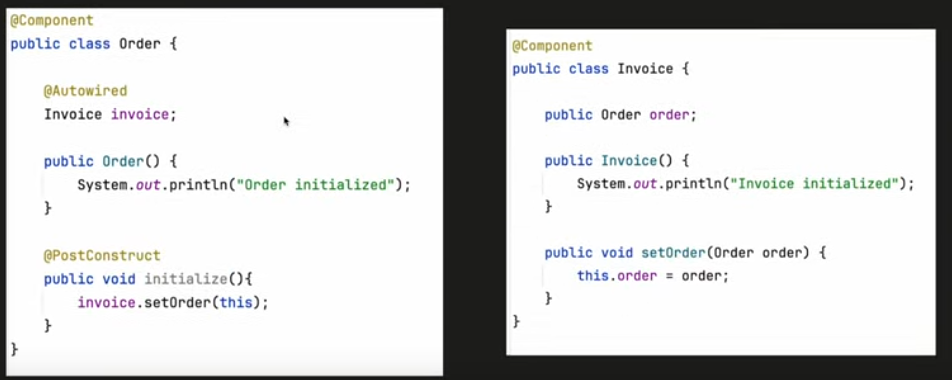 @Component
public class Order {
@Autowired
Invoice invoice;
public Order() {
System.out.println("Order initialized");
}
@PostConstruct
public void initialize(){
invoice.setOrder(this);
}
}
@Component
public class Invoice {
public Order order;
public Invoice() {
System.out.println("Invoice initialized");
}
public void setOrder(Order order) {
this.order = order;
}
}